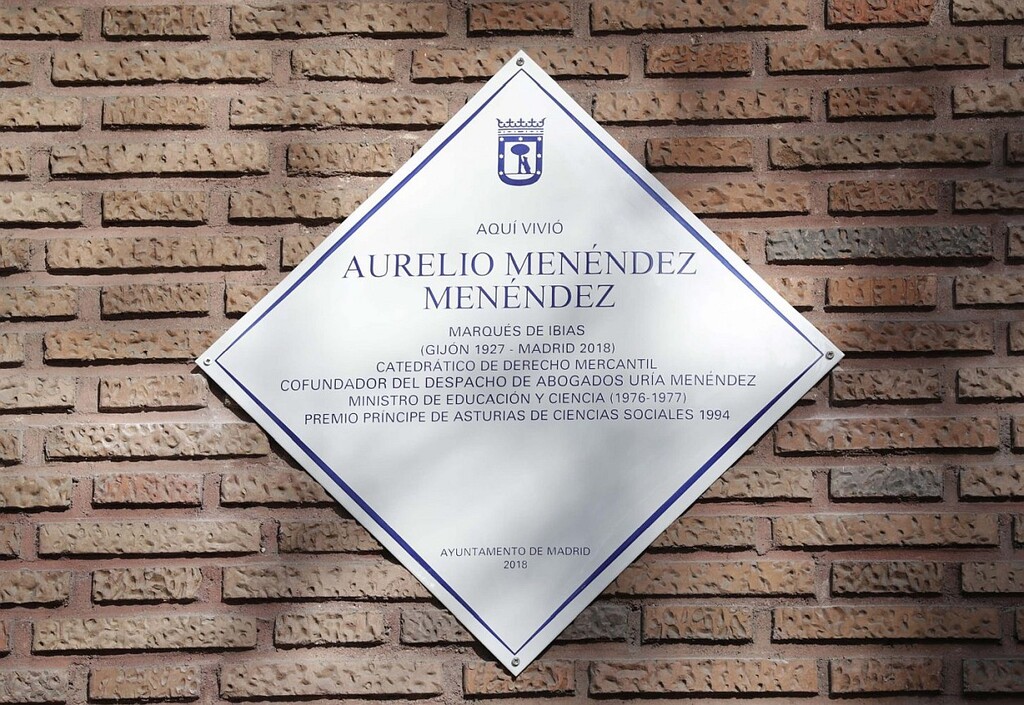 AQUÍ VIVIÓ
AURELIO MENÉNDEZ
MENÉNDEZ
MARQUÉS DE IBIAS
(GIJÓN 1927 - MADRID 2018)
CATEDRÁTICO DE DERECHO MERCANTIL
COFUNDADOR DEL DESPACHO DE ABOGADOS URÍA MENÉNDEZ
MINISTRO DE EDUCACIÓN Y CIENCIA (1976-1977)
PREMIO PRÍNCIPE DE ASTURIAS DE CIENCIAS SOCIALES 1994
AYUNTAMIENTO DE MADRID
2018